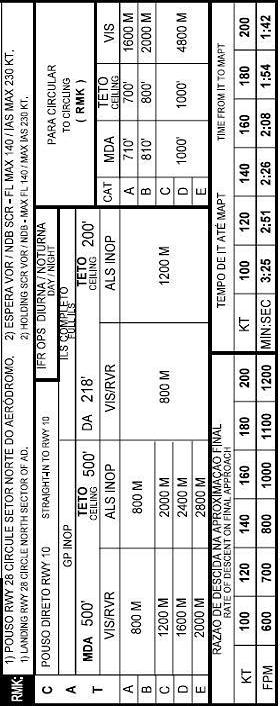 RMK: 1) POUSO RWY 28 CIRCULE SETOR NORTE DO AERÓDROMO. 2) ESPERA VOR / NDB SCR – FL MAX 140 / IAS MAX 230 KT.
1) LANDING RWY 28 CIRCLE NORTH SECTOR OF AD. 2) HOLDING SCR VOR / NDB - FL MAX 140 / MAX IAS 230 KT.
C POUSO DIRETO RWY 10 STRAIGHT-IN TO RWY 10 IFR OPS DIURNA / NOTURNA
DAY / NIGHT
PARA CIRCULAR
TO CIRCLING
( RMK )
A GP INOP ILS COMPLETO
FULL ILS
T MDA 500' TETO 500'
CEILING
DA 218' TETO 200'
CEILING
VIS/RVR ALS INOP VIS/RVR ALS INOP CAT MDA TETO
CEILING VIS
A 800 M 800 M 800 M 1200 M A 710' 700' 1600 M
B B 810' 800' 2000 M
C 1200 M 2000 M C 1000' 1000' 4800 M
D 1600 M 2400 M D
E 2000 M 2800 M E
RAZÃO DE DESCIDA NA APROXIMAÇÃO FINAL
RATE OF DESCENT ON FINAL APPROACH
TEMPO DE IT ATÉ MAPT TIME FROM IT TO MAPT
KT 100 120 140 160 180 200 KT 100 120 140 160 180 200
FPM 600 700 800 1000 1100 1200 MIN:SEC 3:25 2:51 2:26 2:08 1:54 1:42